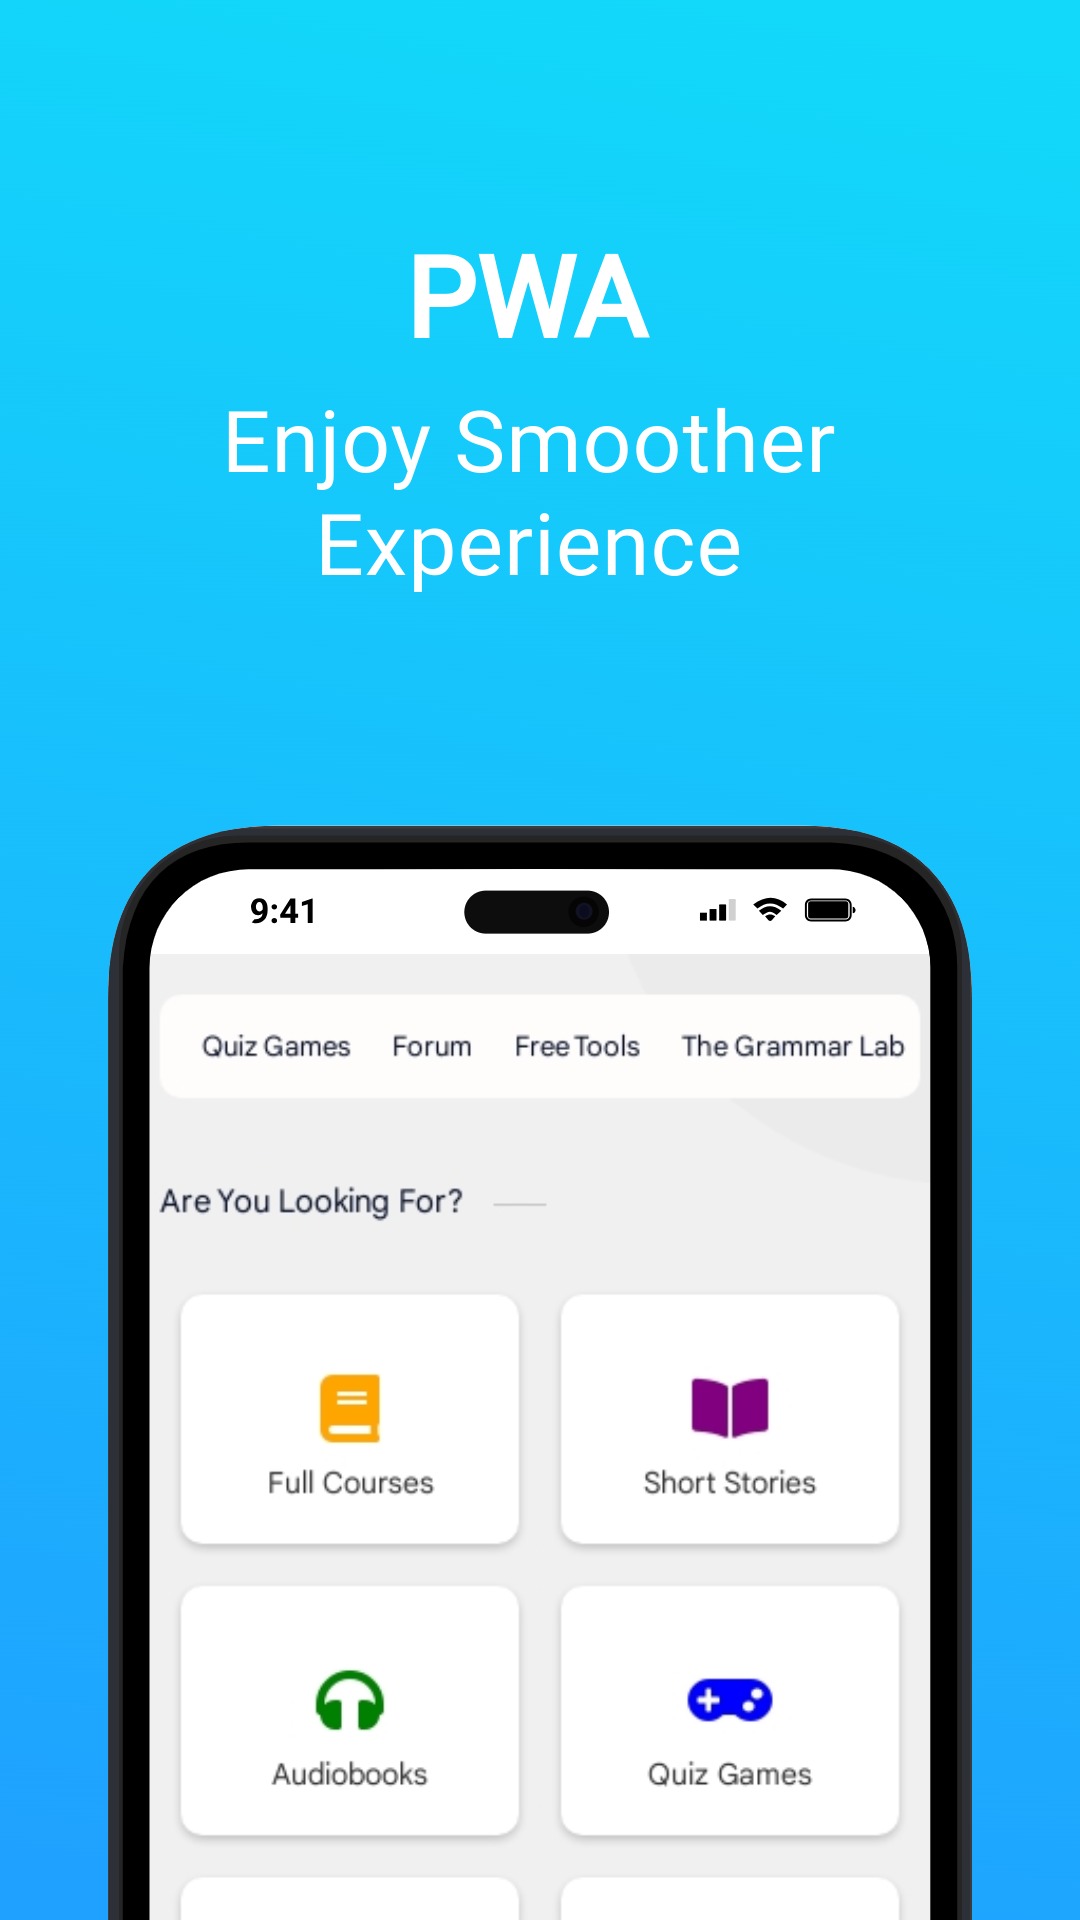 PWA
Enjoy Smoother
Experience
9:41
Quiz Games Forum Free Tools The Grammar Lab
Are You Looking For?
Full Courses Short Stories
Audiobooks Quiz Games